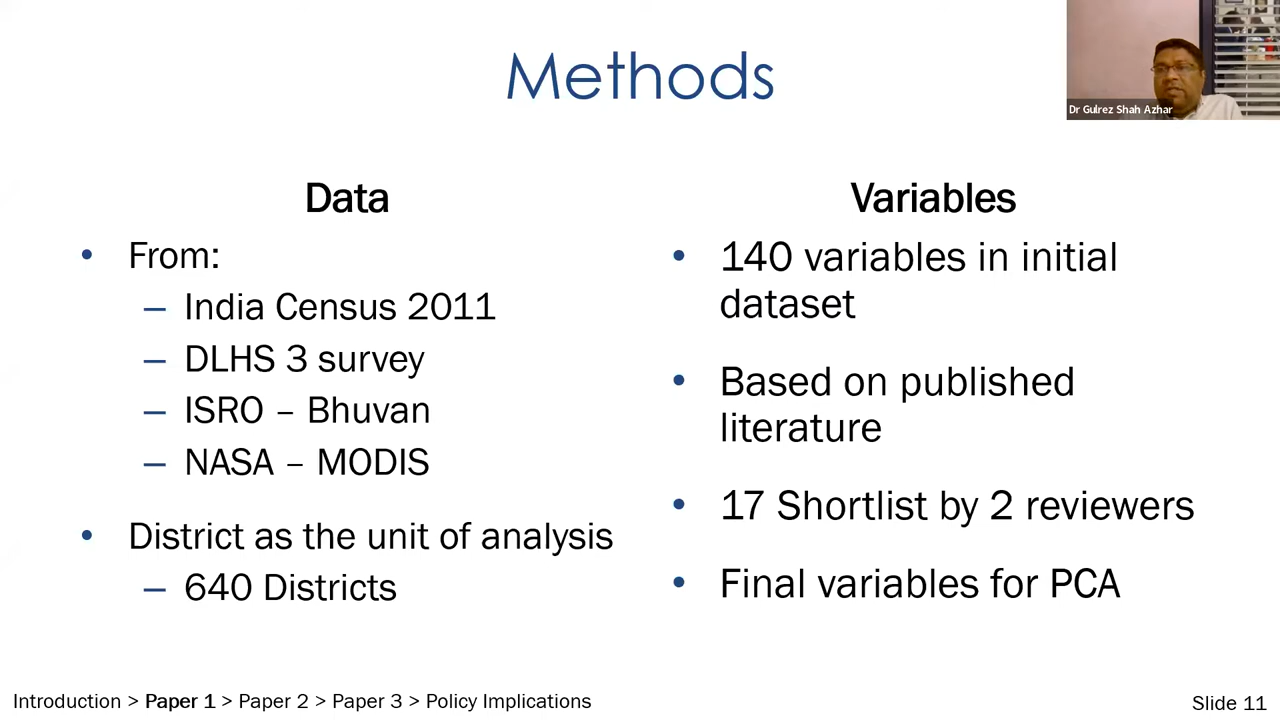 Methods
Dr Gulrez Shah Azhar
Data
• From:
– India Census 2011
– DLHS 3 survey
– ISRO – Bhuvan
– NASA – MODIS
• District as the unit of analysis
– 640 Districts
Variables
• 140 variables in initial
dataset
• Based on published
literature
• 17 Shortlist by 2 reviewers
• Final variables for PCA
Introduction > Paper 1 > Paper 2 > Paper 3 > Policy Implications
Slide 11